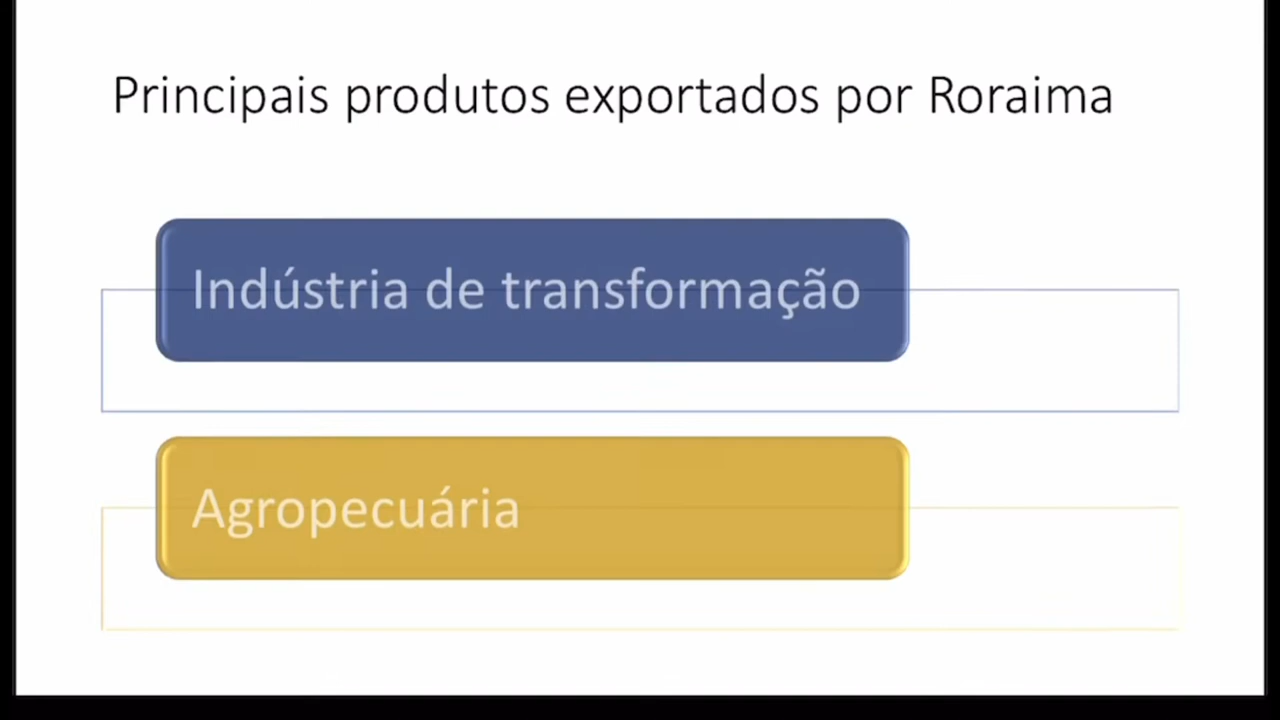 Principais produtos exportados por Roraima
Indústria de transformação
Agropecuária